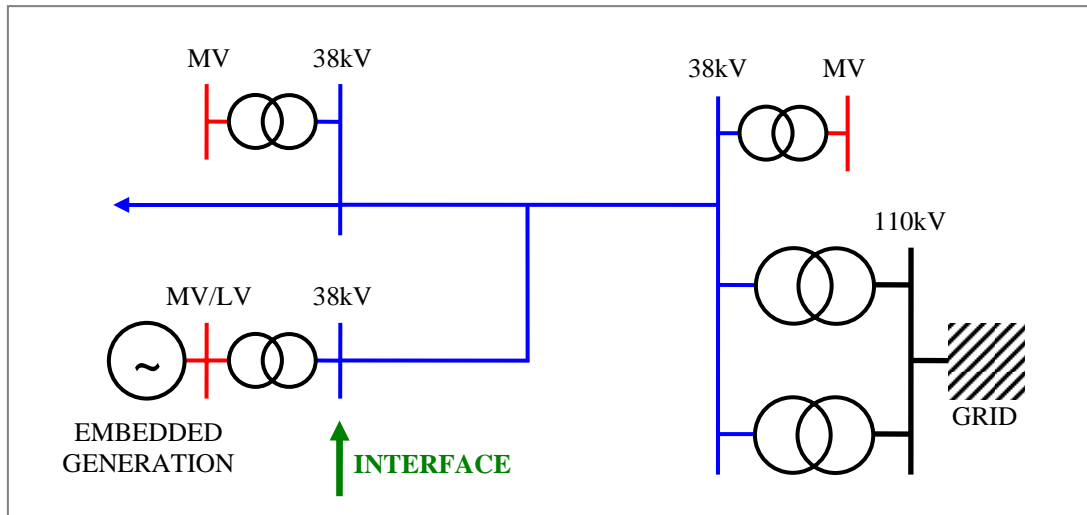 MV
38kV
38kV
MV
110kV
MV/LV
38kV
~
EMBEDDED
GENERATION
INTERFACE
GRID